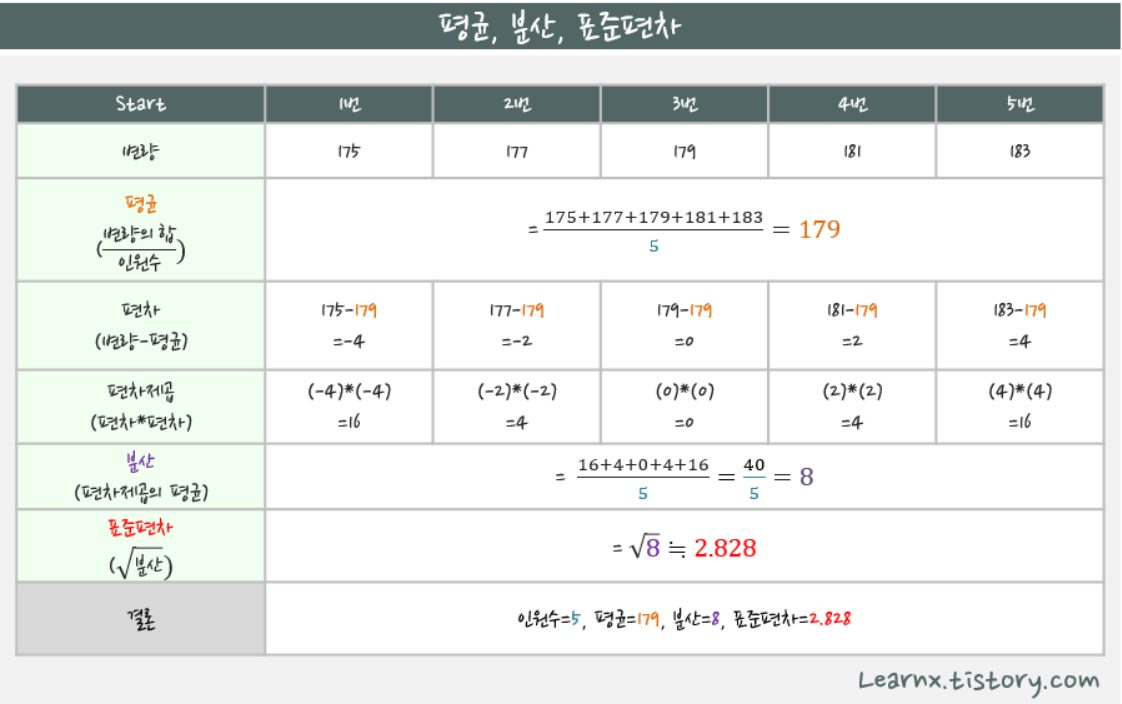 평균, 분산, 표준편차
Start 1번 2번 3번 4번 5번
변량 175 177 179 181 183
평균
(변량의 합/인원수)
=175+177+179+181+183/5 = 179
편차
(변량-평균)
175-179 177-179 179-179 181-179 183-179
=-4 =-2 =0 =2 =4
편차제곱
(편차*편차)
(-4)*(-4) (-2)*(-2) (0)*(0) (2)*(2) (4)*(4)
=16 =4 =0 =4 =16
분산
(편차제곱의 평균)
= 16+4+0+4+16/5 = 40/5 = 8
표준편차
(√분산)
= √8 ≒ 2.828
결론 인원수=5, 평균=179, 분산=8, 표준편차=2.828
Learnx.tistory.com